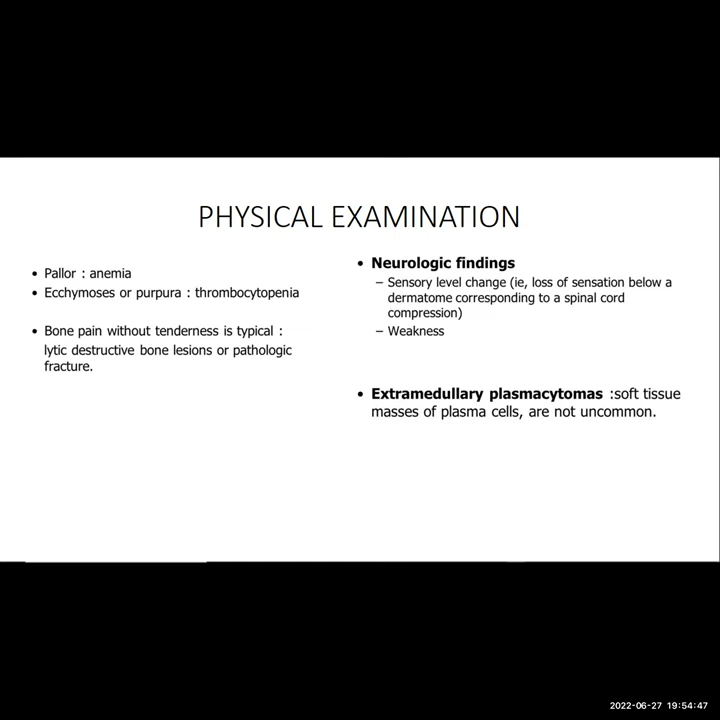 PHYSICAL EXAMINATION
• Pallor : anemia
• Ecchymoses or purpura : thrombocytopenia
• Bone pain without tenderness is typical :
lytic destructive bone lesions or pathologic
fracture.
• Neurologic findings
– Sensory level change (ie, loss of sensation below a
dermatome corresponding to a spinal cord
compression)
– Weakness
• Extramedullary plasmacytomas :soft tissue
masses of plasma cells, are not uncommon.
2022-06-27 19:54:47